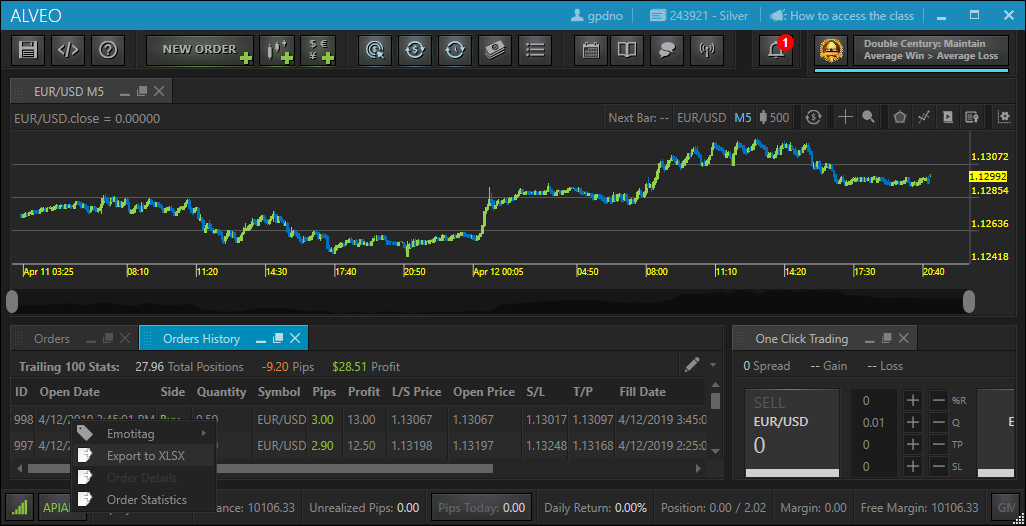 ALVEO
gpdno
243921 - Silver
How to access the class
NEW ORDER
$ €
¥
1
Double Century: Maintain
Average Win > Average Loss
EUR/USD M5
EUR/USD.close = 0.00000
Next Bar: --
EUR/USD
M5
500
1.13072
1.12992
1.12854
1.12636
1.12418
Apr 11 03:25
08:10
11:20
14:30
17:40
20:50
Apr 12 00:05
04:50
08:00
11:10
14:20
17:30
20:40
Orders
Orders History
One Click Trading
Trailing 100 Stats: 27.96 Total Positions -9.20 Pips $28.51 Profit
0 Spread -- Gain -- Loss
ID Open Date Side Quantity Symbol Pips Profit L/S Price Open Price S/L T/P Fill Date
998 4/12/2019 3:45:01 PM 0.50 EUR/USD 3.00 13.00 1.13067 1.13067 1.13017 1.13097 4/12/2019 3:45:0
997 EUR/USD 2.90 12.50 1.13198 1.13197 1.13248 1.13168 4/12/2019 2:25:0
Emotitag
Export to XLSX
Order Details
Order Statistics
SELL
EUR/USD
0
0 %R
0.01 Q
0 TP
0 SL
E
ance: 10106.33
Unrealized Pips: 0.00
Pips Today: 0.00
Daily Return: 0.00%
Position: 0.00 / 2.02
Margin: 0.00
Free Margin: 10106.33
GM